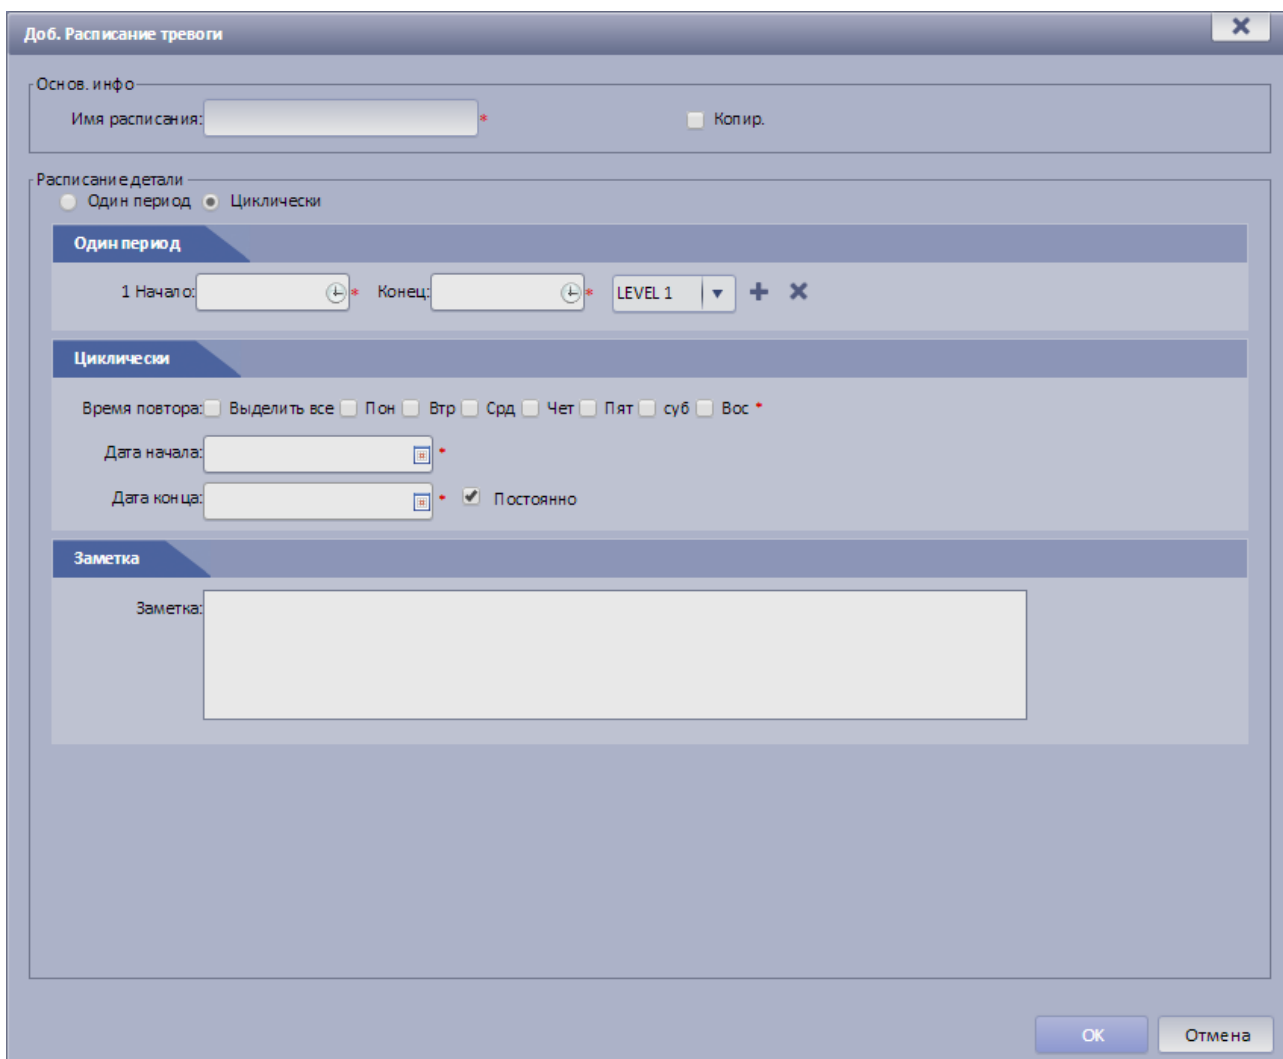 Доб. Расписание тревоги
Основ. инфо
Имя расписания: * Копир.
Расписание детали
Один период Циклически
Один период
1 Начало: * Конец: * LEVEL 1
Циклически
Время повтора: Выделить все Пон Втр Срд Чет Пят суб Вос *
Дата начала: *
Дата конца: * Постоянно
Заметка
Заметка:
OK Отмена